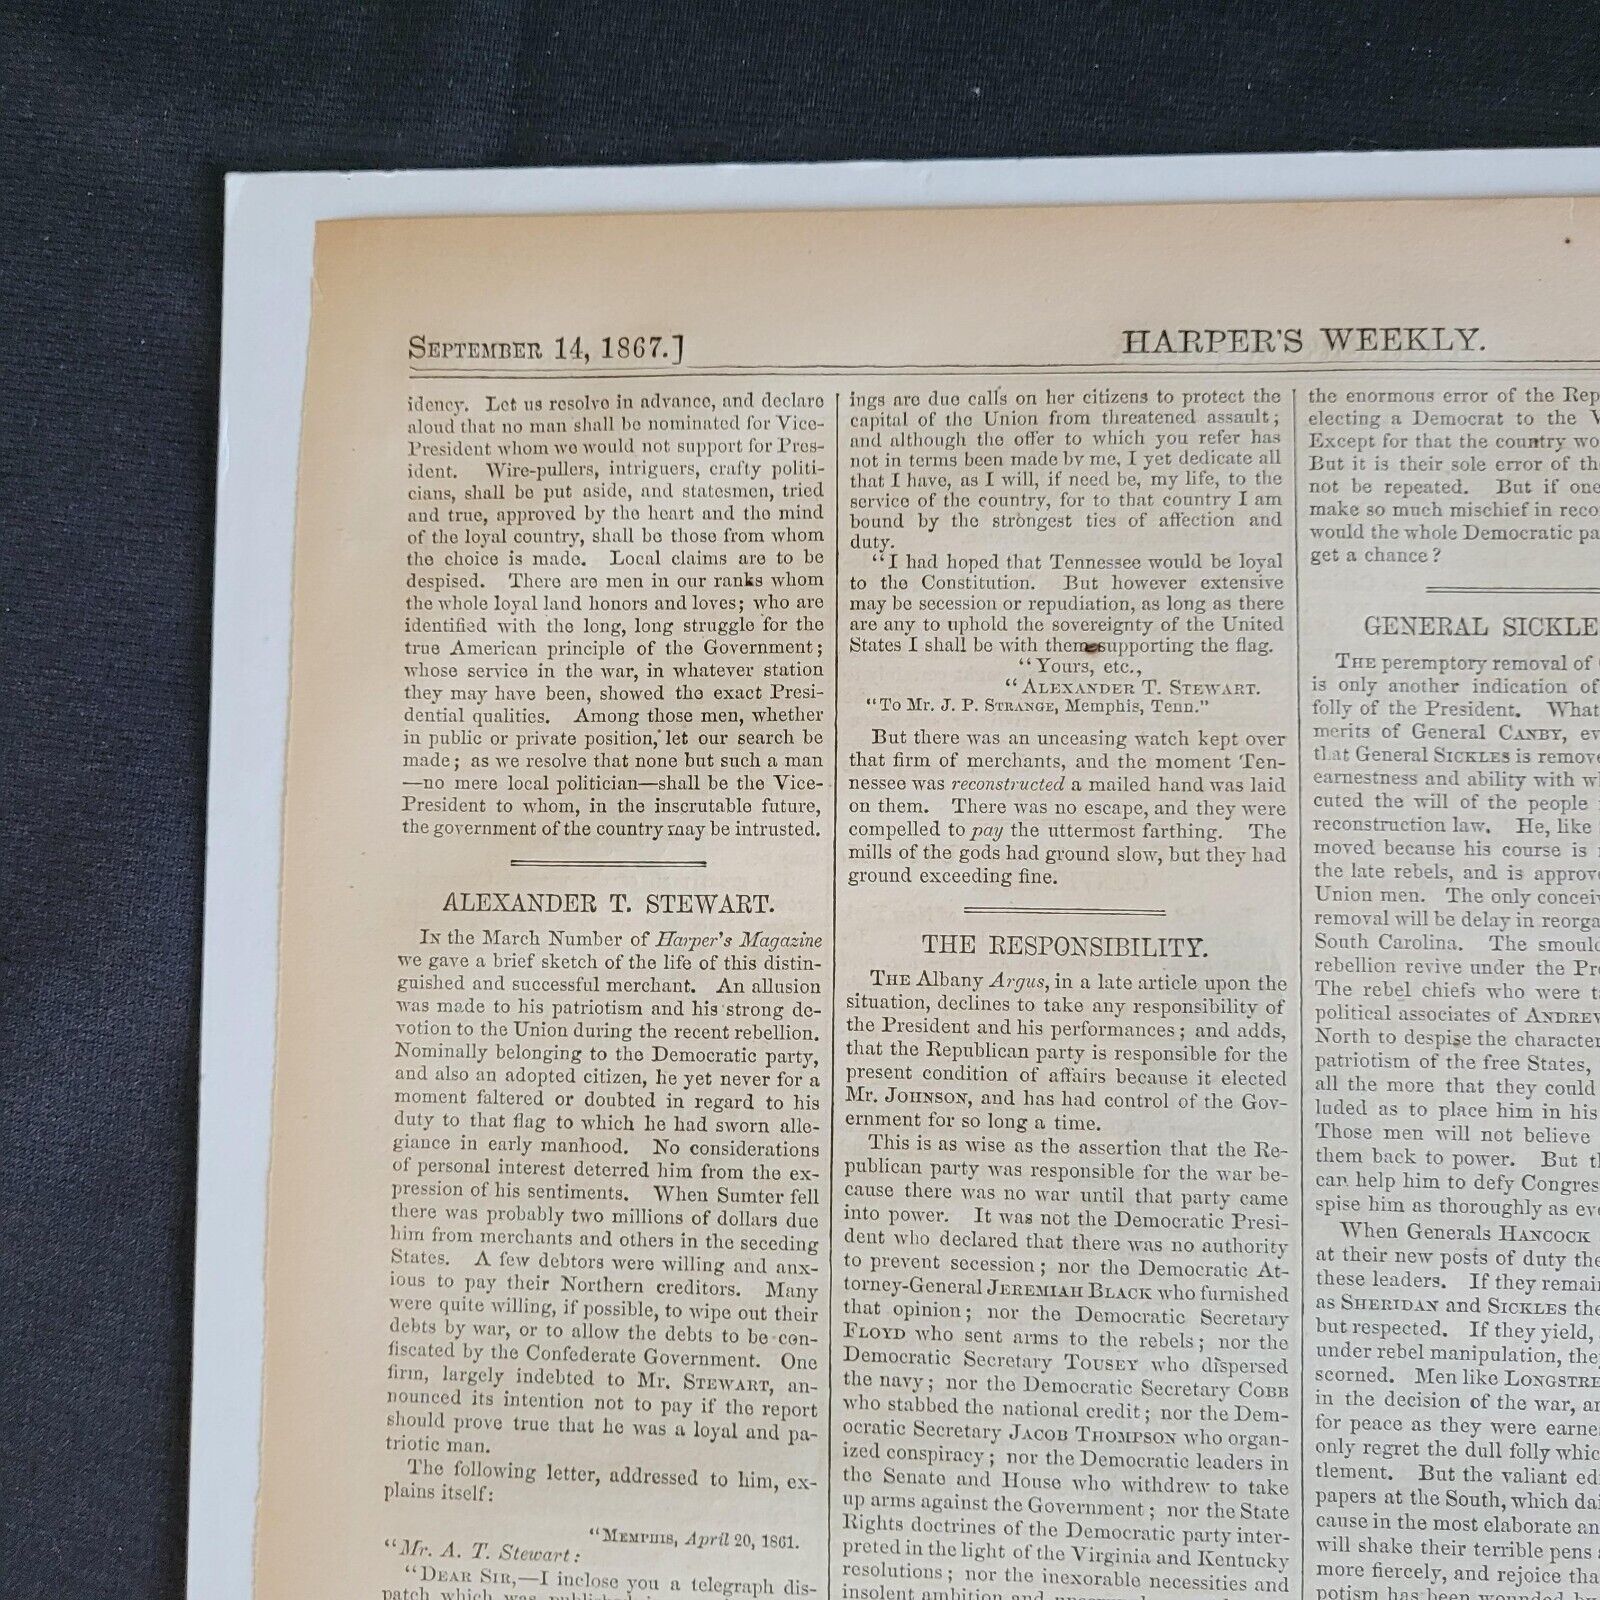 SEPTEMBER 14, 1867.]
HARPER'S WEEKLY.
idency. Let us resolve in advance, and declare
aloud that no man shall be nominated for Vice-
President whom we would not support for Pres-
ident. Wire-pullers, intriguers, crafty politi-
cians, shall be put aside, and statesmen, tried
and true, approved by the heart and the mind
of the loyal country, shall be those from whom
the choice is made. Local claims are to be
despised. There are men in our ranks whom
the whole loyal land honors and loves; who are
identified with the long, long struggle for the
true American principle of the Government;
whose service in the war, in whatever station
they may have been, showed the exact Presi-
dential qualities. Among those men, whether
in public or private position, let our search be
made; as we resolve that none but such a man
—no mere local politician—shall be the Vice-
President to whom, in the inscrutable future,
the government of the country may be intrusted.
ALEXANDER T. STEWART.
IN the March Number of Harper's Magazine
we gave a brief sketch of the life of this distin-
guished and successful merchant. An allusion
was made to his patriotism and his strong de-
votion to the Union during the recent rebellion.
Nominally belonging to the Democratic party,
and also an adopted citizen, he yet never for a
moment faltered or doubted in regard to his
duty to that flag to which he had sworn alle-
giance in early manhood. No considerations
of personal interest deterred him from the ex-
pression of his sentiments. When Sumter fell
there was probably two millions of dollars due
him from merchants and others in the seceding
States. A few debtors were willing and anx-
ious to pay their Northern creditors. Many
were quite willing, if possible, to wipe out their
debts by war, or to allow the debts to be con-
fiscated by the Confederate Government. One
firm, largely indebted to Mr. STEWART, an-
nounced its intention not to pay if the report
should prove true that he was a loyal and pa-
triotic man.
The following letter, addressed to him, ex-
plains itself:
"MEMPHIS, April 20, 1861.
"Mr. A. T. Stewart:
"DEAR SIR,—I inclose you a telegraph dis-
patch which was published
ings are due calls on her citizens to protect the
capital of the Union from threatened assault;
and although the offer to which you refer has
not in terms been made by me, I yet dedicate all
that I have, as I will, if need be, my life, to the
service of the country, for to that country I am
bound by the strongest ties of affection and
duty.
"I had hoped that Tennessee would be loyal
to the Constitution. But however extensive
may be secession or repudiation, as long as there
are any to uphold the sovereignty of the United
States I shall be with them supporting the flag.
"Yours, etc.,
"ALEXANDER T. STEWART.
"To Mr. J. P. STRANGE, Memphis, Tenn."
But there was an unceasing watch kept over
that firm of merchants, and the moment Ten-
nessee was reconstructed a mailed hand was laid
on them. There was no escape, and they were
compelled to pay the uttermost farthing. The
mills of the gods had ground slow, but they had
ground exceeding fine.
THE RESPONSIBILITY.
THE Albany Argus, in a late article upon the
situation, declines to take any responsibility of
the President and his performances; and adds,
that the Republican party is responsible for the
present condition of affairs because it elected
Mr. JOHNSON, and has had control of the Gov-
ernment for so long a time.
This is as wise as the assertion that the Re-
publican party was responsible for the war be-
cause there was no war until that party came
into power. It was not the Democratic Presi-
dent who declared that there was no authority
to prevent secession; nor the Democratic At-
torney-General JEREMIAH BLACK who furnished
that opinion; nor the Democratic Secretary
FLOYD who sent arms to the rebels; nor the
Democratic Secretary TOUSEY who dispersed
the navy; nor the Democratic Secretary COBB
who stabbed the national credit; nor the Dem-
ocratic Secretary JACOB THOMPSON who organ-
ized conspiracy; nor the Democratic leaders in
the Senate and House who withdrew to take
up arms against the Government; nor the State
Rights doctrines of the Democratic party inter-
preted in the light of the Virginia and Kentucky
resolutions; nor the inexorable necessities and
insolent ambition and
the enormous error of the Rep
electing a Democrat to the V
Except for that the country wo
But it is their sole error of th
not be repeated. But if one
make so much mischief in reco
would the whole Democratic pa
get a chance?
GENERAL SICKLE
THE peremptory removal of
is only another indication of
folly of the President. What
merits of General CANBY, ev
that General SICKLES is remove
earnestness and ability with wh
cuted the will of the people
reconstruction law. He, like
moved because his course is
the late rebels, and is approve
Union men. The only concei
removal will be delay in reorga
South Carolina. The smould
rebellion revive under the Pr
The rebel chiefs who were t
political associates of ANDREW
North to despise the character
patriotism of the free States,
all the more that they could
luded as to place him in his
Those men will not believe
them back to power. But th
can help him to defy Congres
spise him as thoroughly as eve
When Generals HANCOCK
at their new posts of duty the
these leaders. If they remain
as SHERIDAN and SICKLES the
but respected. If they yield,
under rebel manipulation, they
scorned. Men like LONGSTRE
in the decision of the war, an
for peace as they were earne
only regret the dull folly whic
tlement. But the valiant ed
papers at the South, which dai
cause in the most elaborate an
will shake their terrible pens
more fiercely, and rejoice tha
potism has been wounded b